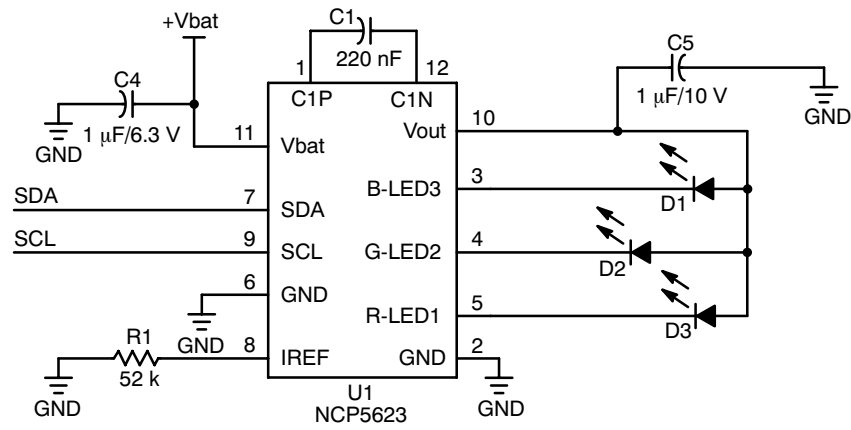 +Vbat
C1
220 nF
1
12
C4
1 µF/6.3 V
GND
C5
1 µF/10 V
GND
C1P
C1N
11
Vbat
Vout
10
SDA
7
SDA
B-LED3
3
D1
SCL
9
SCL
G-LED2
4
D2
6
GND
GND
R-LED1
5
D3
R1
52 k
GND
8
IREF
GND
2
GND
U1
NCP5623